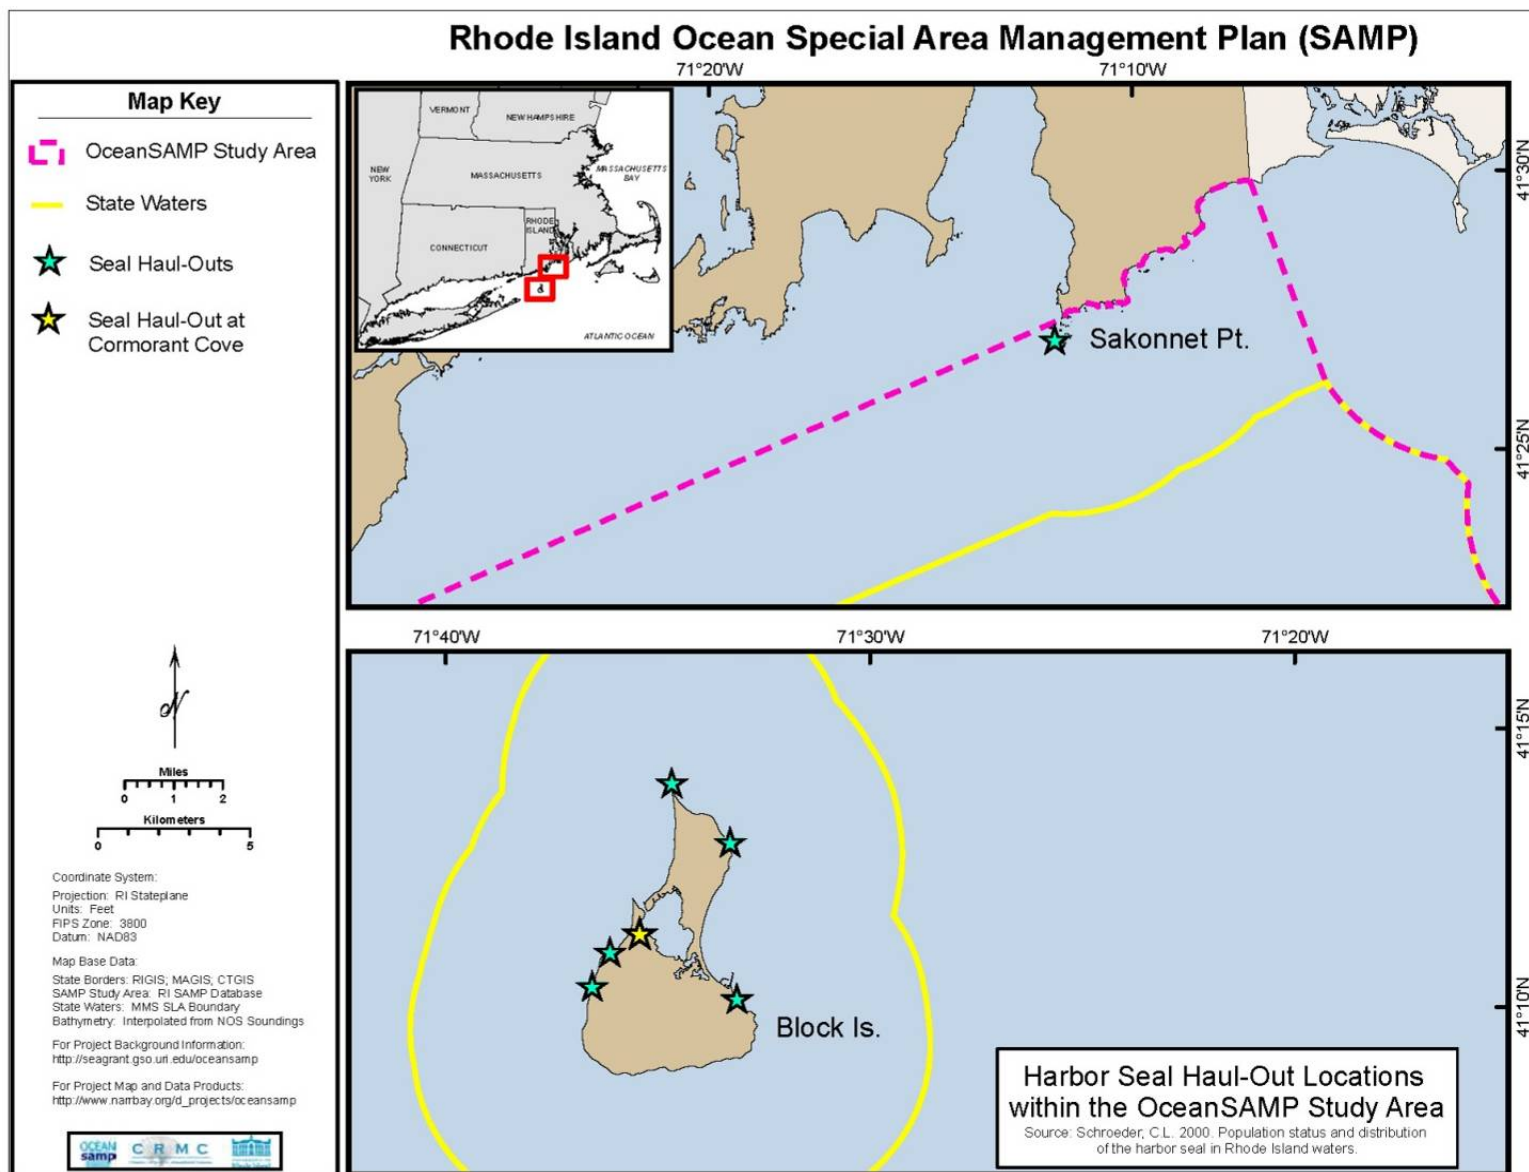 Rhode Island Ocean Special Area Management Plan (SAMP)
Map Key
OceanSAMP Study Area
State Waters
Seal Haul-Outs
Seal Haul-Out at
Cormorant Cove
N
Miles
0 1 2
Kilometers
0 5
Coordinate System:
Projection: RI Stateplane
Units: Feet
FIPS Zone: 3800
Datum: NAD83
Map Base Data:
State Borders: RIGIS; MAGIS; CTGIS
SAMP Study Area: RI SAMP Database
State Waters: MMS SLA Boundary
Bathymetry: Interpolated from NOS Soundings
For Project Background Information:
http://seagrant.gso.uri.edu/oceansamp
For Project Map and Data Products:
http://www.narrbay.org/d_projects/oceansamp
OCEAN
samp
C R M C
71°20'W 71°10'W
VERMONT
NEW HAMPSHIRE
NEW
YORK
MASSACHUSETTS
MASSACHUSETTS
BAY
RHODE
ISLAND
CONNECTICUT
ATLANTIC OCEAN
41°30'N
Sakonnet Pt.
41°25'N
71°40'W 71°30'W 71°20'W
41°15'N
41°10'N
Block Is.
Harbor Seal Haul-Out Locations
within the OceanSAMP Study Area
Source: Schroeder, C.L. 2000. Population status and distribution
of the harbor seal in Rhode Island waters.